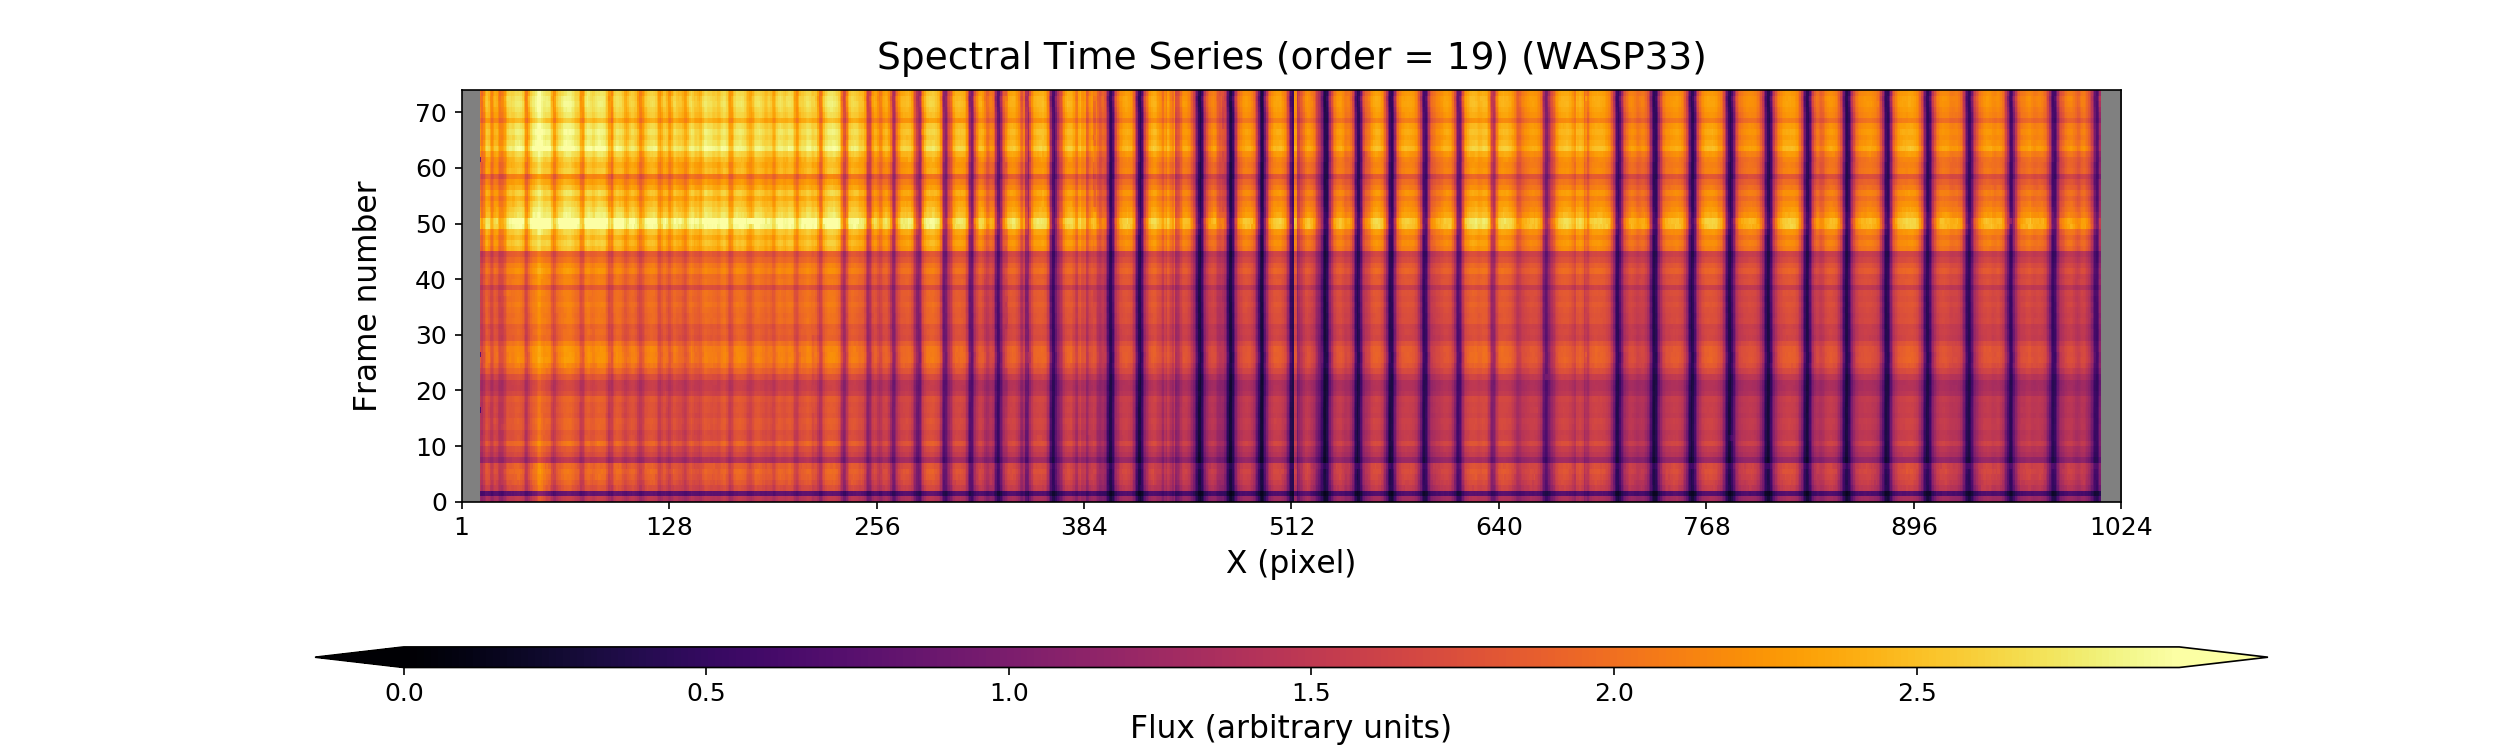 Spectral Time Series (order = 19) (WASP33)
70
60
50
40
30
20
10
0
Frame number
1 128 256 384 512 640 768 896 1024
X (pixel)
0.0 0.5 1.0 1.5 2.0 2.5
Flux (arbitrary units)